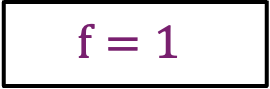 f = 1